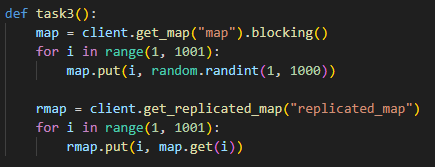 def task3():
    map = client.get_map("map").blocking()
    for i in range(1, 1001):
        map.put(i, random.randint(1, 1000))

    rmap = client.get_replicated_map("replicated_map")
    for i in range(1, 1001):
        rmap.put(i, map.get(i))